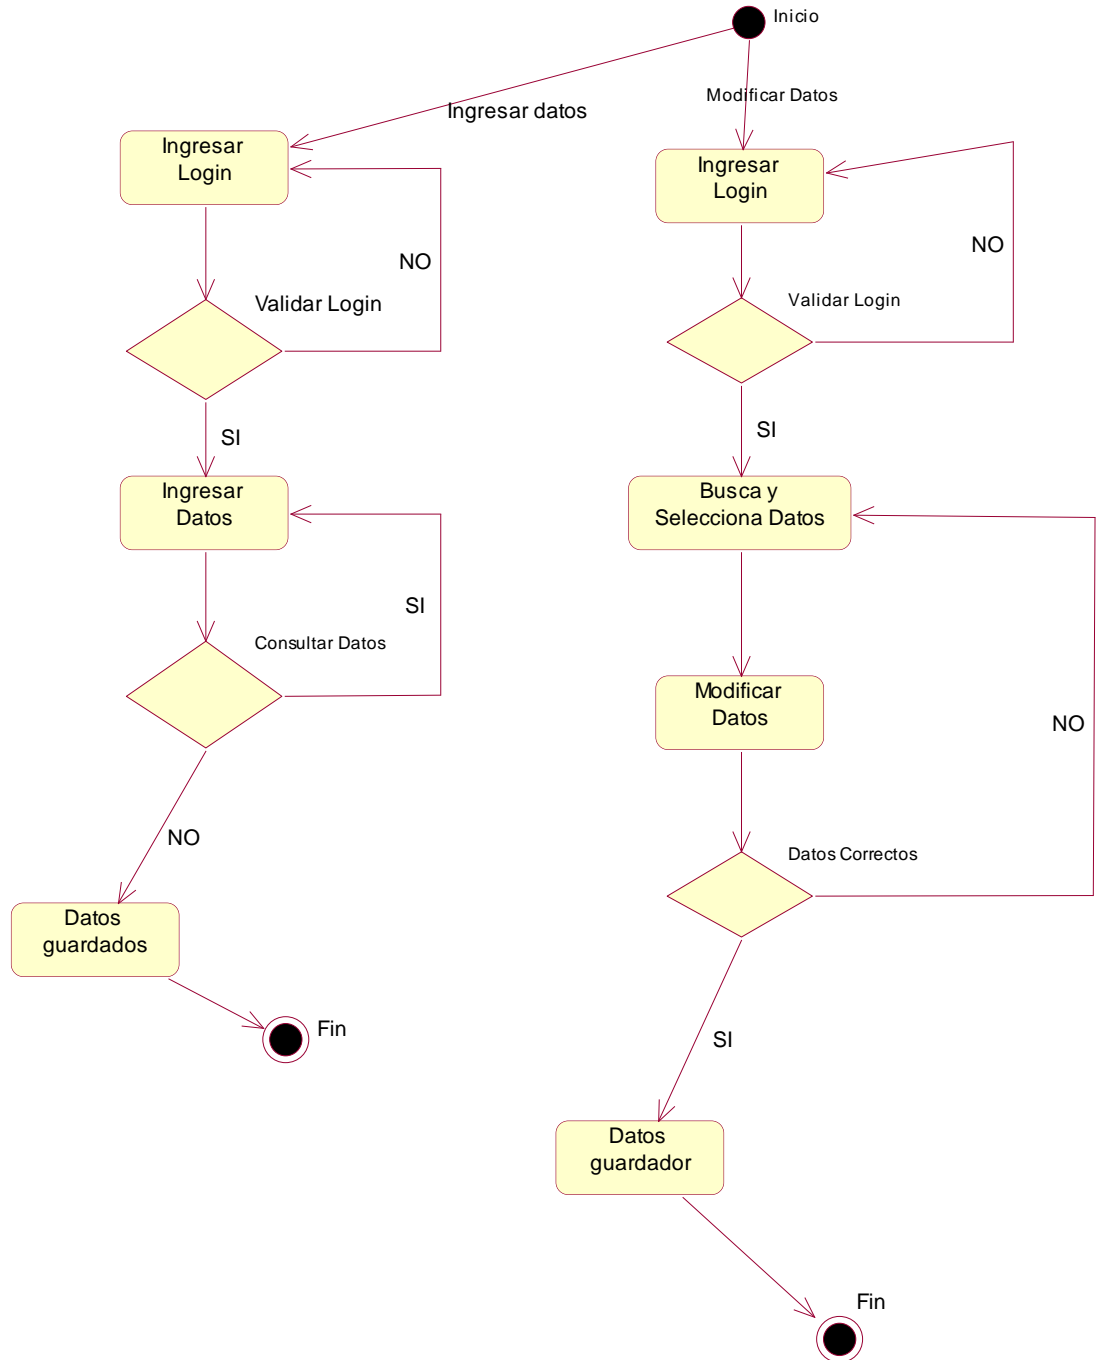 Inicio
Ingresar datos
Modificar Datos
Ingresar
Login
NO
Validar Login
SI
Ingresar
Datos
SI
Consultar Datos
NO
Datos
guardados
Fin
Ingresar
Login
NO
Validar Login
SI
Busca y
Selecciona Datos
Modificar
Datos
NO
Datos Correctos
SI
Datos
guardador
Fin